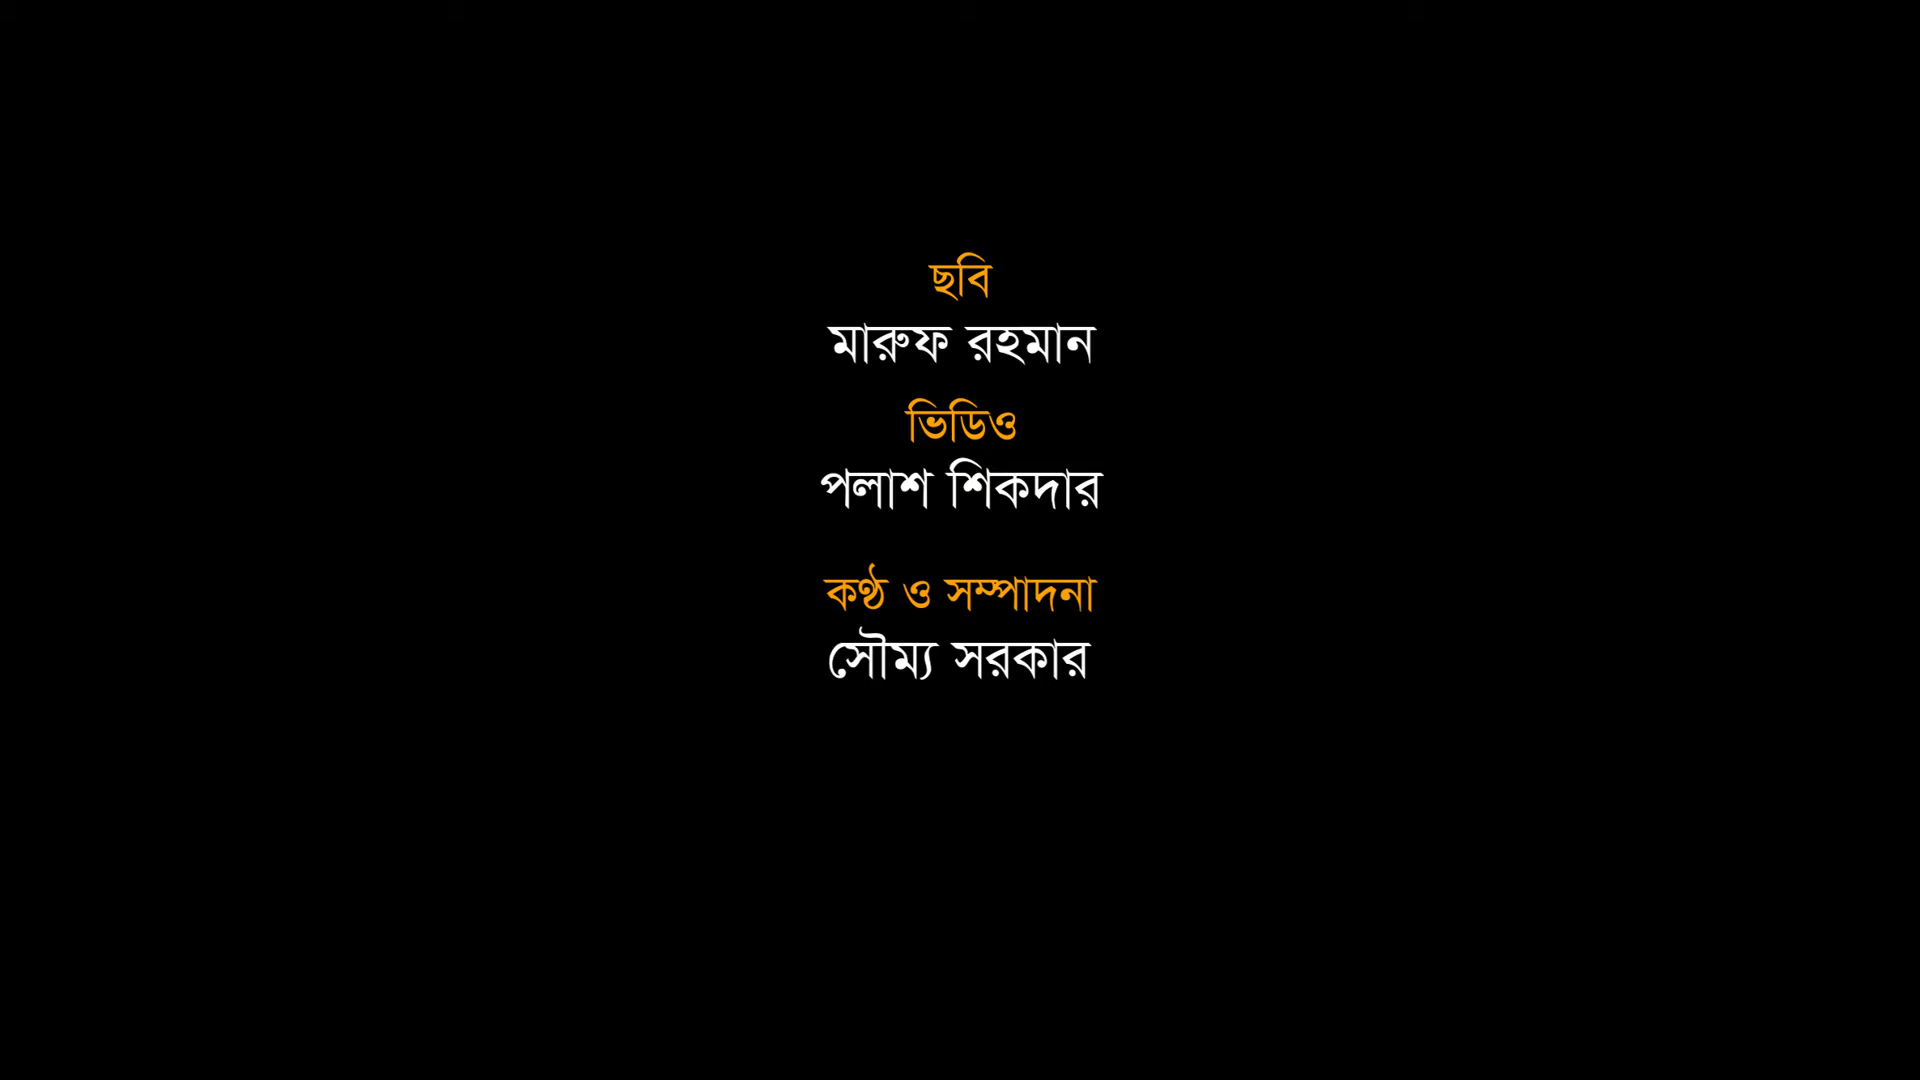 ছবি
মারুফ রহমান
ভিডিও
পলাশ শিকদার
কণ্ঠ ও সম্পাদনা
সৌম্য সরকার